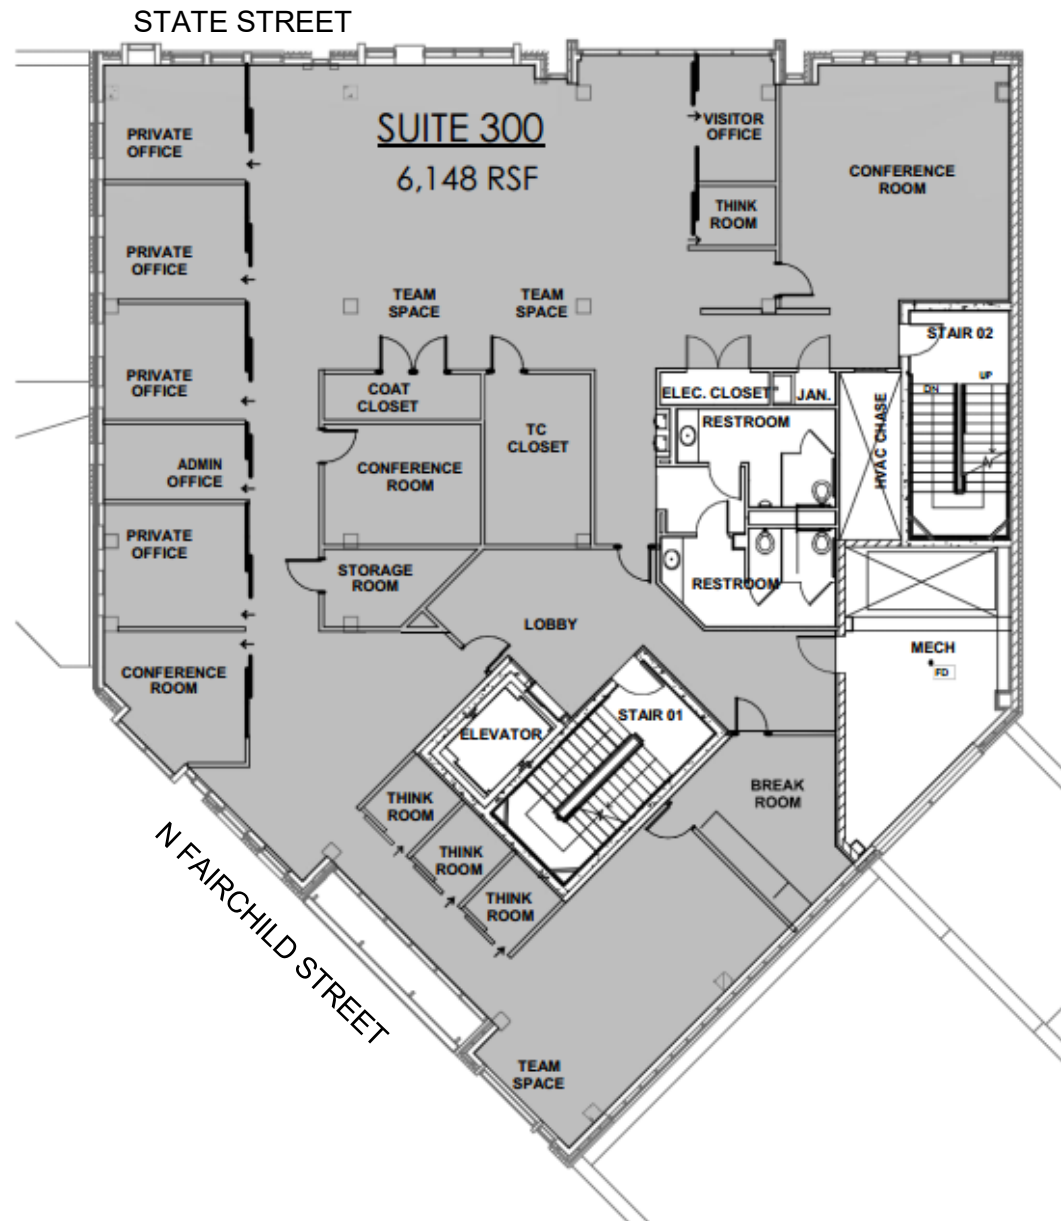 STATE STREET
SUITE 300
6,148 RSF
PRIVATE
OFFICE
VISITOR
OFFICE
CONFERENCE
ROOM
THINK
ROOM
PRIVATE
OFFICE
TEAM
SPACE
TEAM
SPACE
STAIR 02
UP
DN
PRIVATE
OFFICE
COAT
CLOSET
ELEC. CLOSET
JAN.
RESTROOM
TC
CLOSET
HVAC CHASE
ADMIN
OFFICE
CONFERENCE
ROOM
PRIVATE
OFFICE
STORAGE
ROOM
RESTROOM
LOBBY
MECH
FD
CONFERENCE
ROOM
STAIR 01
ELEVATOR
BREAK
ROOM
THINK
ROOM
THINK
ROOM
THINK
ROOM
N FAIRCHILD STREET
TEAM
SPACE